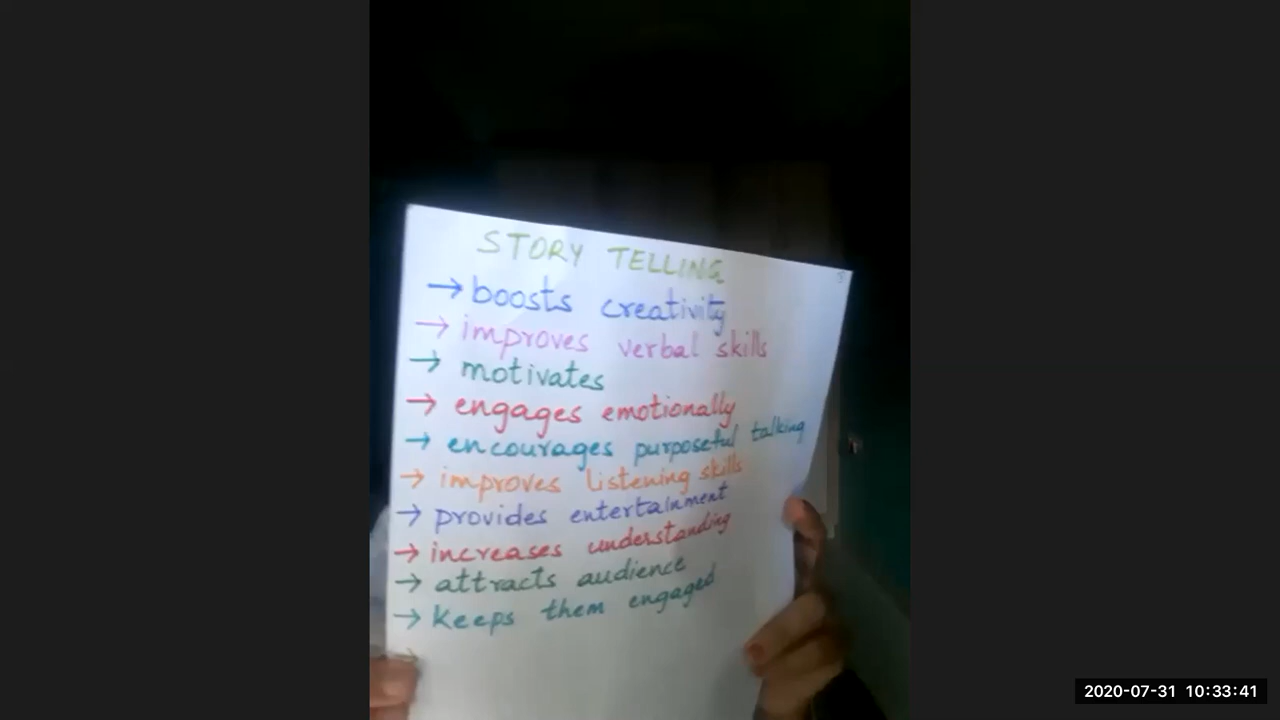 STORY TELLING
→ boosts creativity
→ improves verbal skills
→ motivates
→ engages emotionally
→ encourages purposeful talking
→ improves listening skills
→ provides entertainment
→ increases understanding
→ attracts audience
→ Keeps them engaged
→
2020-07-31 10:33:41